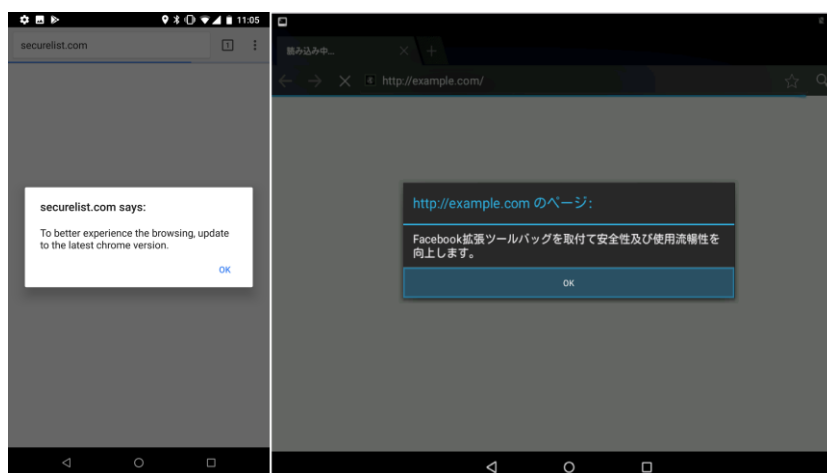 11:05
securelist.com
1
securelist.com says:
To better experience the browsing, update
to the latest chrome version.
OK
読み込み中...
http://example.com/
http://example.com のページ:
Facebook拡張ツールバッグを取付て安全性及び使用流暢性を
向上します。
OK